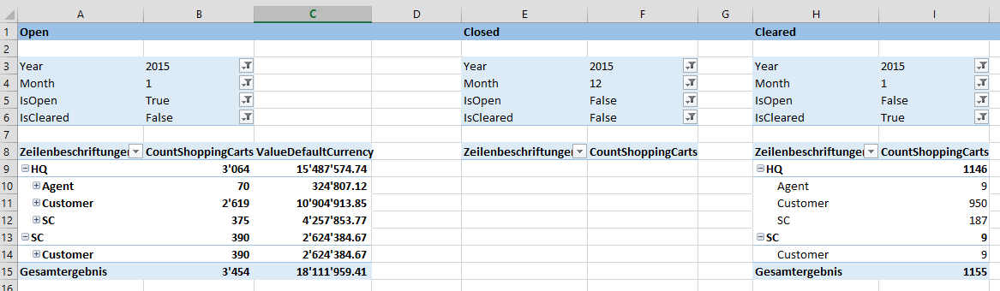 A B C D E F G H I
1 Open Closed Cleared
2
3 Year 2015 Year 2015 Year 2015
4 Month 1 Month 12 Month 1
5 IsOpen True IsOpen False IsOpen False
6 IsCleared False IsCleared False IsCleared True
7
8 Zeilenbeschriftungen CountShoppingCarts ValueDefaultCurrency Zeilenbeschriftungen CountShoppingCarts Zeilenbeschriftungen CountShoppingCarts
9 HQ 3'064 15'487'574.74 HQ 1146
10 Agent 70 324'807.12 Agent 9
11 Customer 2'619 10'904'913.85 Customer 950
12 SC 375 4'257'853.77 SC 187
13 SC 390 2'624'384.67 SC 9
14 Customer 390 2'624'384.67 Customer 9
15 Gesamtergebnis 3'454 18'111'959.41 Gesamtergebnis 1155
16